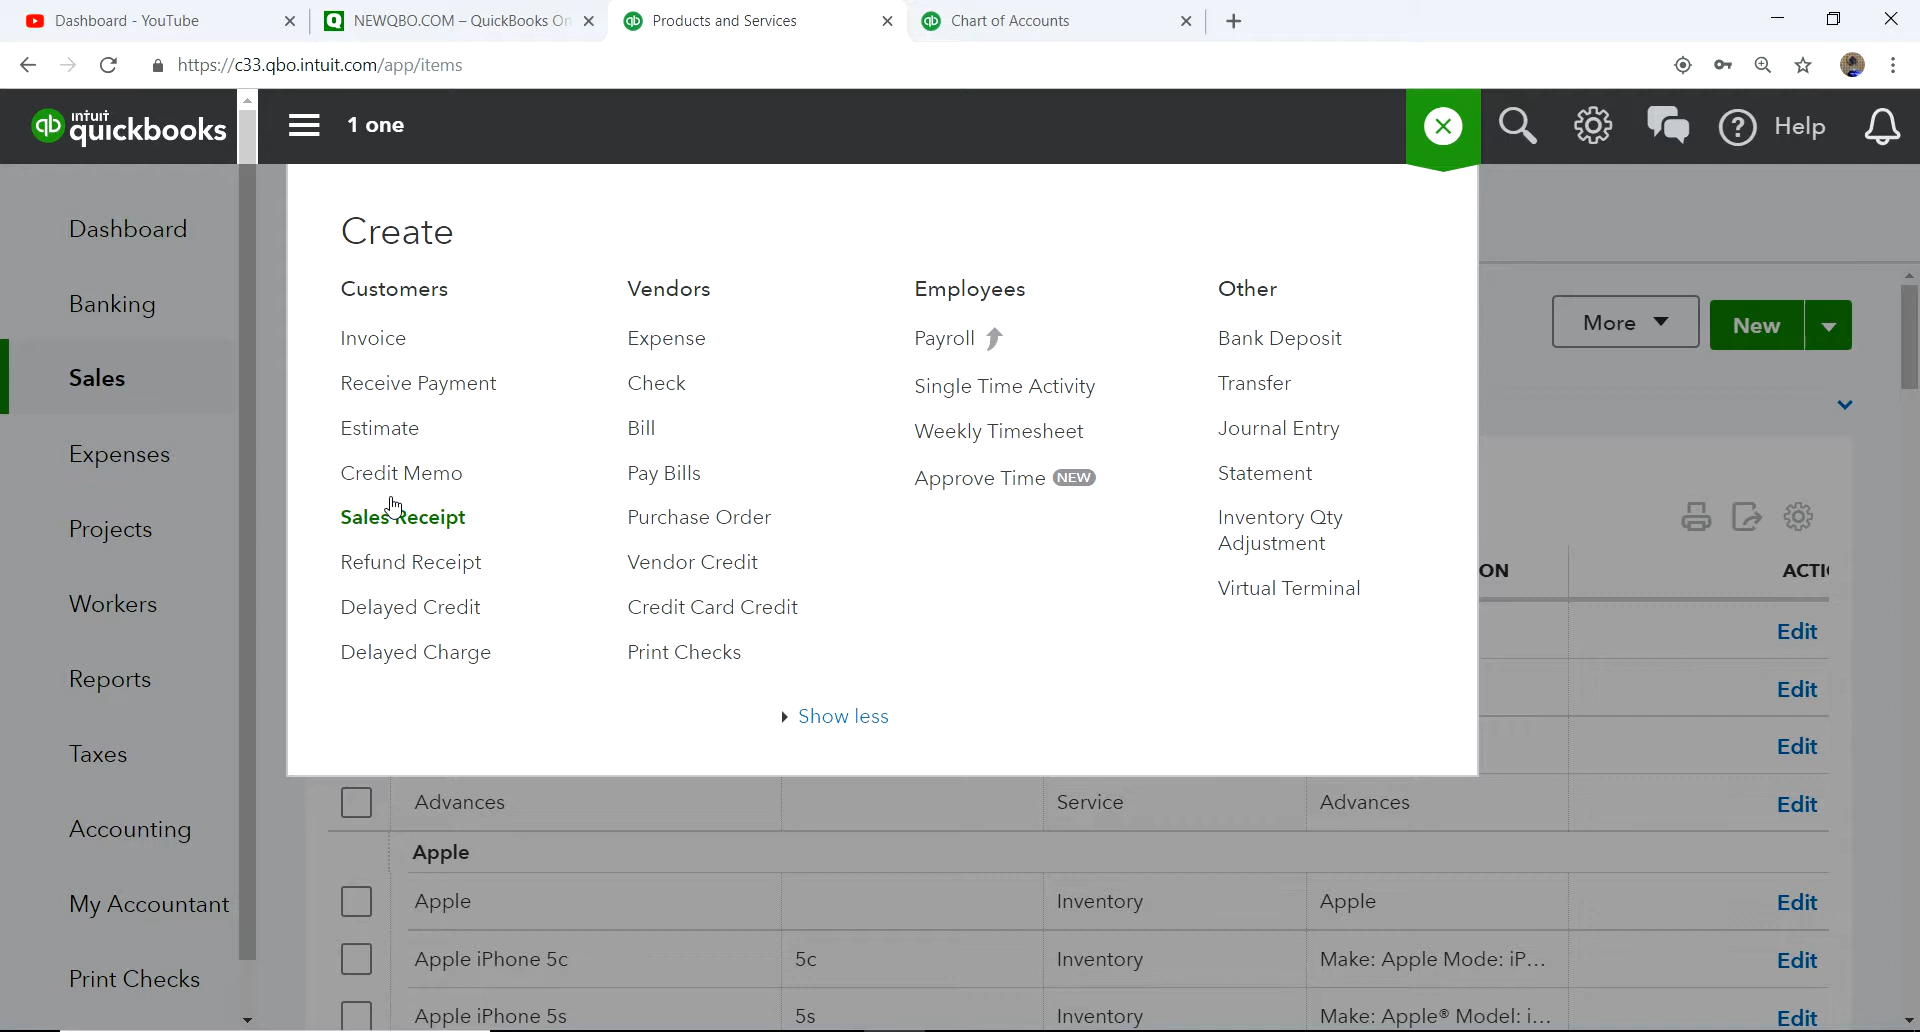 Dashboard - YouTube
NEWQBO.COM – QuickBooks On
Products and Services
Chart of Accounts
https://c33.qbo.intuit.com/app/items
qb intuit quickbooks
1 one
Help
Dashboard
Banking
Sales
Expenses
Projects
Workers
Reports
Taxes
Accounting
My Accountant
Print Checks
Create
Customers
Invoice
Receive Payment
Estimate
Credit Memo
Sales Receipt
Refund Receipt
Delayed Credit
Delayed Charge
Vendors
Expense
Check
Bill
Pay Bills
Purchase Order
Vendor Credit
Credit Card Credit
Print Checks
Employees
Payroll
Single Time Activity
Weekly Timesheet
Approve Time NEW
Other
Bank Deposit
Transfer
Journal Entry
Statement
Inventory Qty
Adjustment
Virtual Terminal
Show less
More
New
ON ACTI
Edit
Edit
Edit
Advances Service Advances Edit
Apple
Apple Inventory Apple Edit
Apple iPhone 5c 5c Inventory Make: Apple Mode: iP... Edit
Apple iPhone 5s 5s Inventory Make: Apple® Model: i... Edit